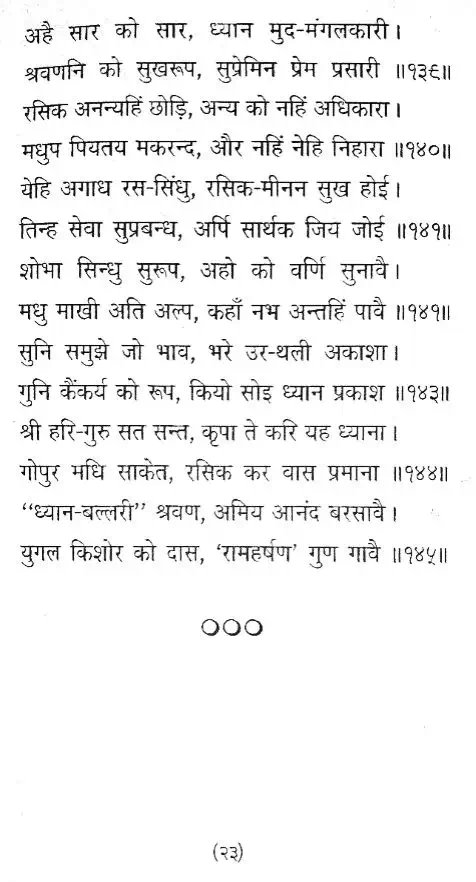 अहै सार को सार, ध्यान मुद-मंगलकारी।
श्रवणनि को सुखरूप, सुप्रेमिन प्रेम प्रसारी ॥१३९॥
रसिक अनन्यहिं छोड़ि, अन्य को नहिं अधिकारा।
मधुप पियतय मकरन्द, और नहिं नेहि निहारा ॥१४०॥
येहि अगाध रस-सिंधु, रसिक-मीनन सुख होई।
तिन्ह सेवा सुप्रबन्ध, अर्पि सार्थक जिय जोई ॥१४१॥
शोभा सिन्धु सुरूप, अहो को वर्णि सुनावै।
मधु माखी अति अल्प, कहाँ नभ अन्तहिं पावै ॥१४१॥
सुनि समुझे जो भाव, भरे उर-थली अकाशा।
गुनि कैंकर्य को रूप, कियो सोइ ध्यान प्रकाश ॥१४३॥
श्री हरि-गुरु सत सन्त, कृपा ते करि यह ध्याना।
गोपुर मधि साकेत, रसिक कर वास प्रमाना ॥१४४॥
“ध्यान-बल्लरी” श्रवण, अमिय आनंद बरसावै।
युगल किशोर को दास, ‘रामहर्षण’ गुण गावै ॥१४५॥
○○○
(२३)